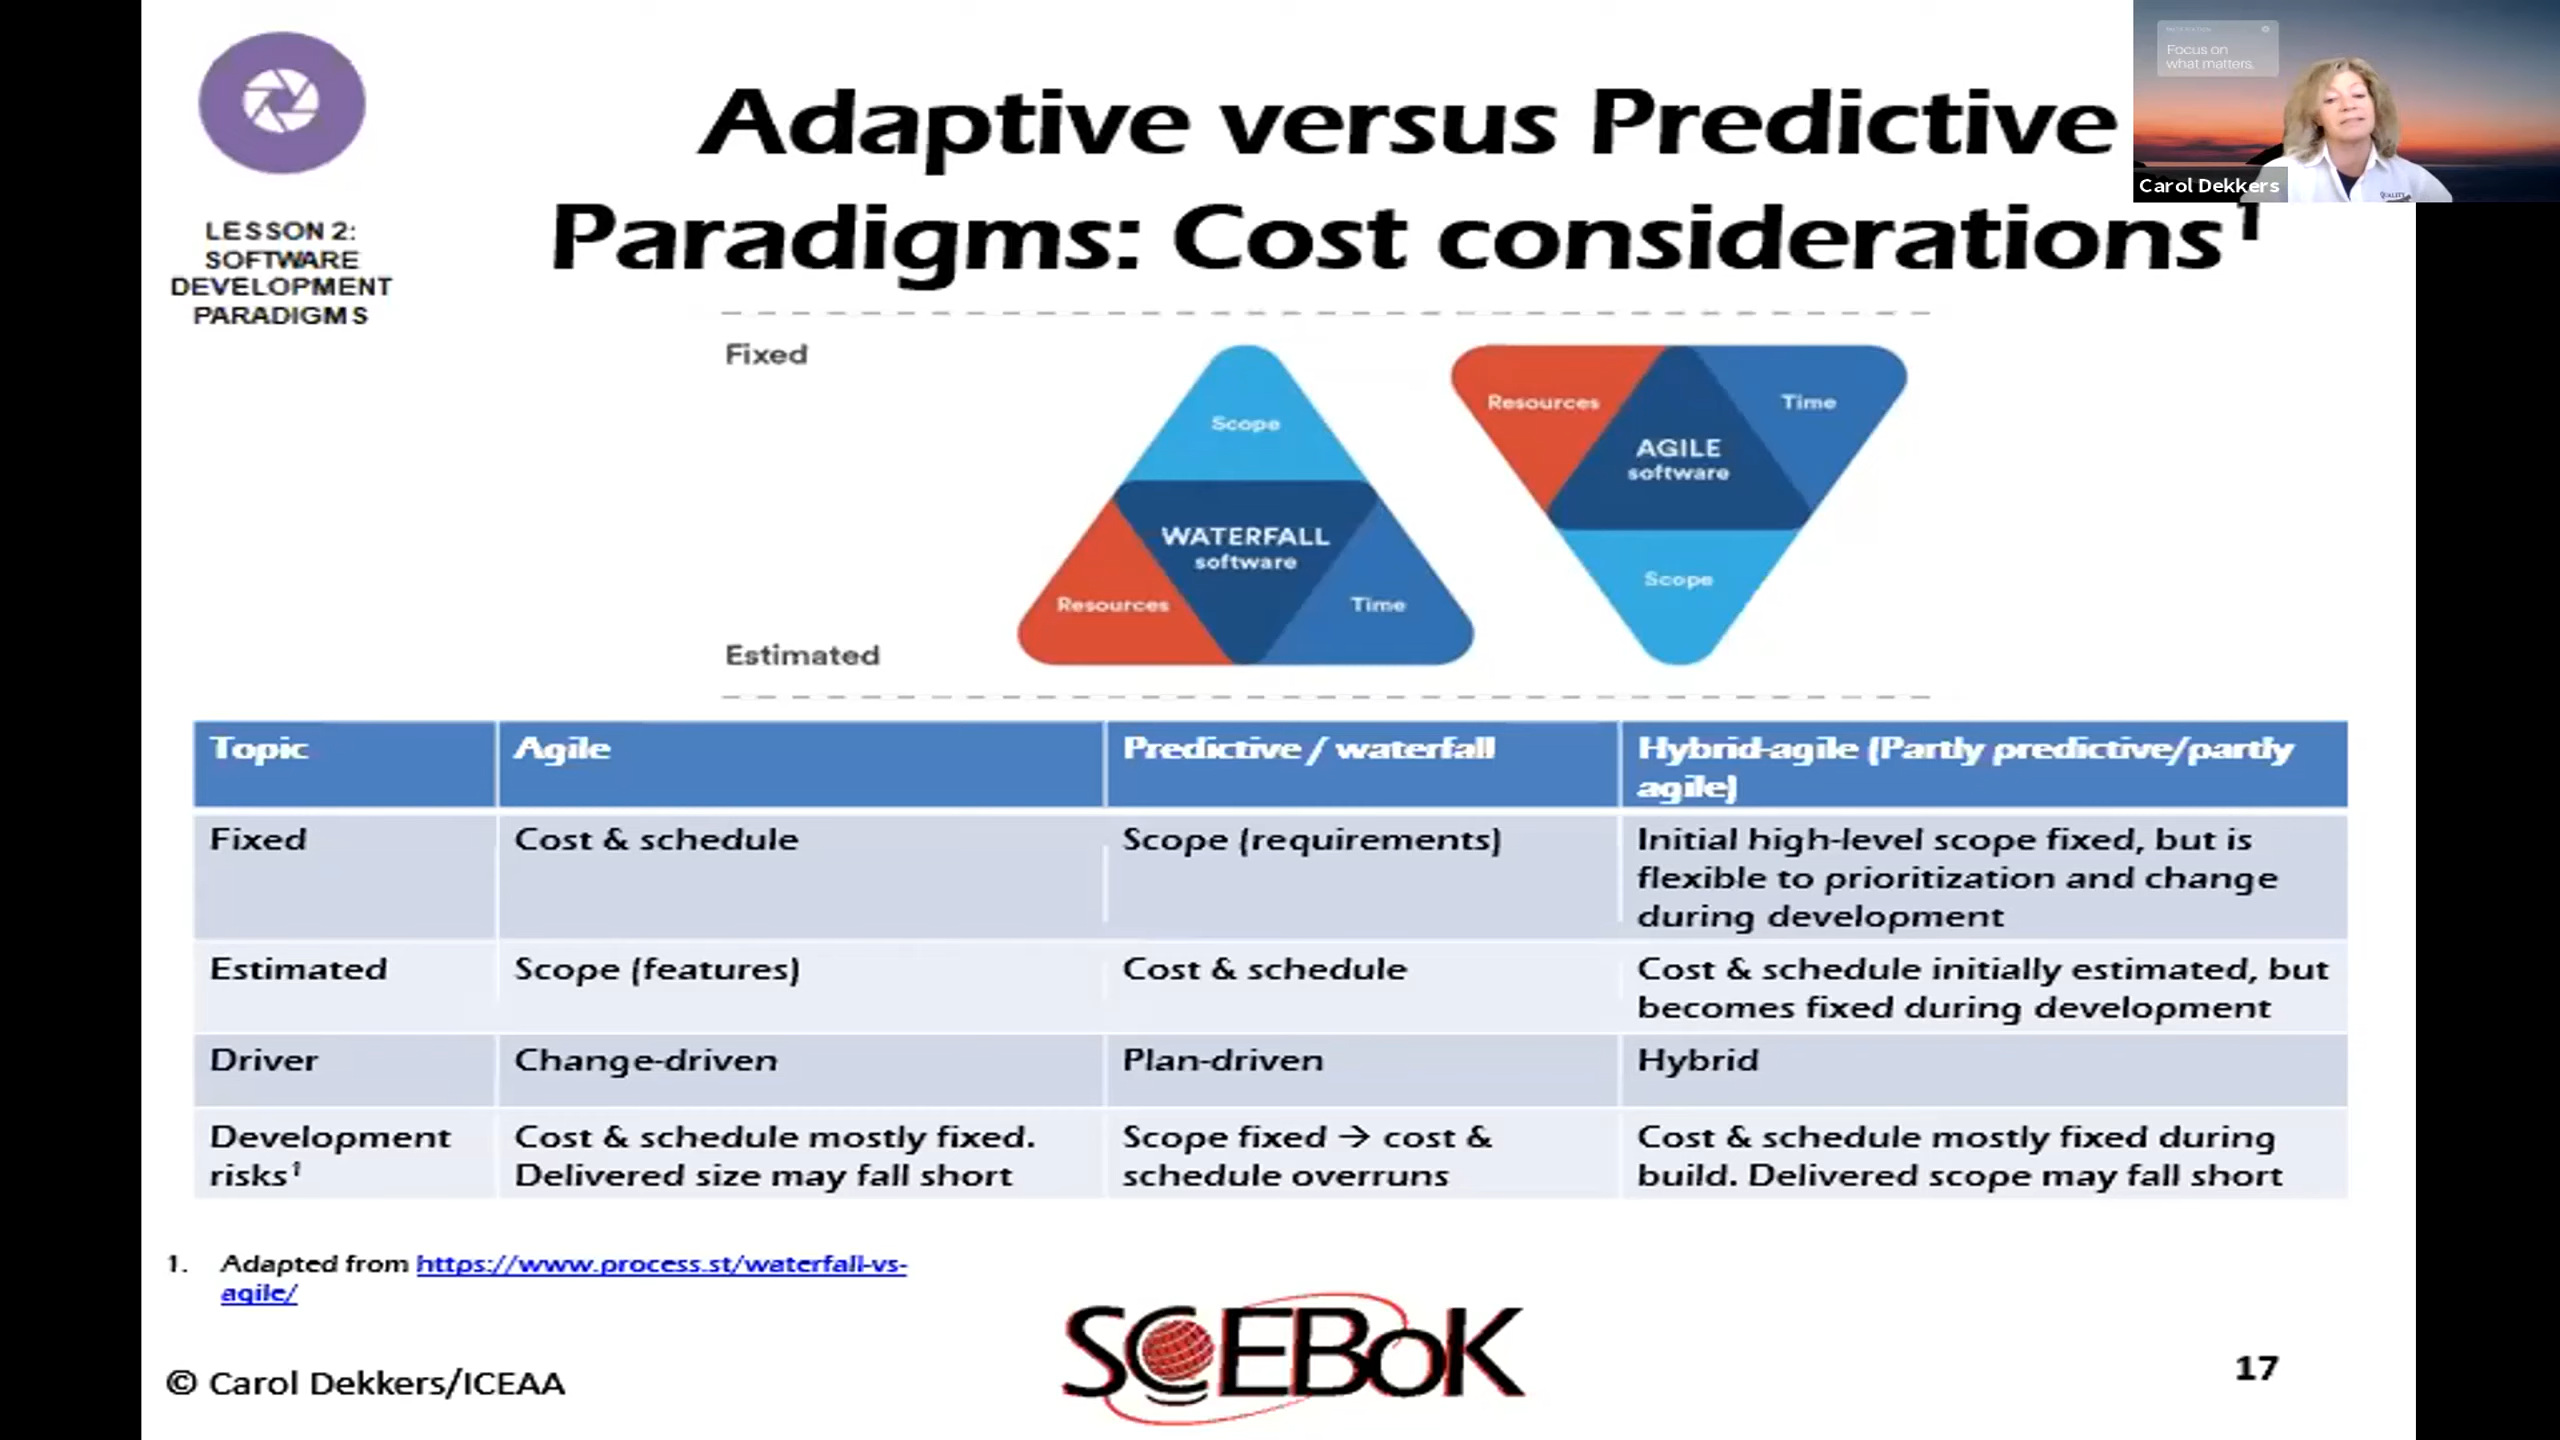 Adaptive versus Predictive
Paradigms: Cost considerations¹
Focus on
what matters.
Carol Dekkers
QUALITY
LESSON 2:
SOFTWARE
DEVELOPMENT
PARADIGMS
Fixed
Estimated
Scope
WATERFALL
software
Resources
Time
Resources
Time
AGILE
software
Scope
Topic
Agile
Predictive / waterfall
Hybrid-agile (Partly predictive/partly
agile)
Fixed
Cost & schedule
Scope (requirements)
Initial high-level scope fixed, but is
flexible to prioritization and change
during development
Estimated
Scope (features)
Cost & schedule
Cost & schedule initially estimated, but
becomes fixed during development
Driver
Change-driven
Plan-driven
Hybrid
Development
risks¹
Cost & schedule mostly fixed.
Delivered size may fall short
Scope fixed → cost &
schedule overruns
Cost & schedule mostly fixed during
build. Delivered scope may fall short
1. Adapted from https://www.process.st/waterfall-vs-
agile/
© Carol Dekkers/ICEAA
SCEBoK
17